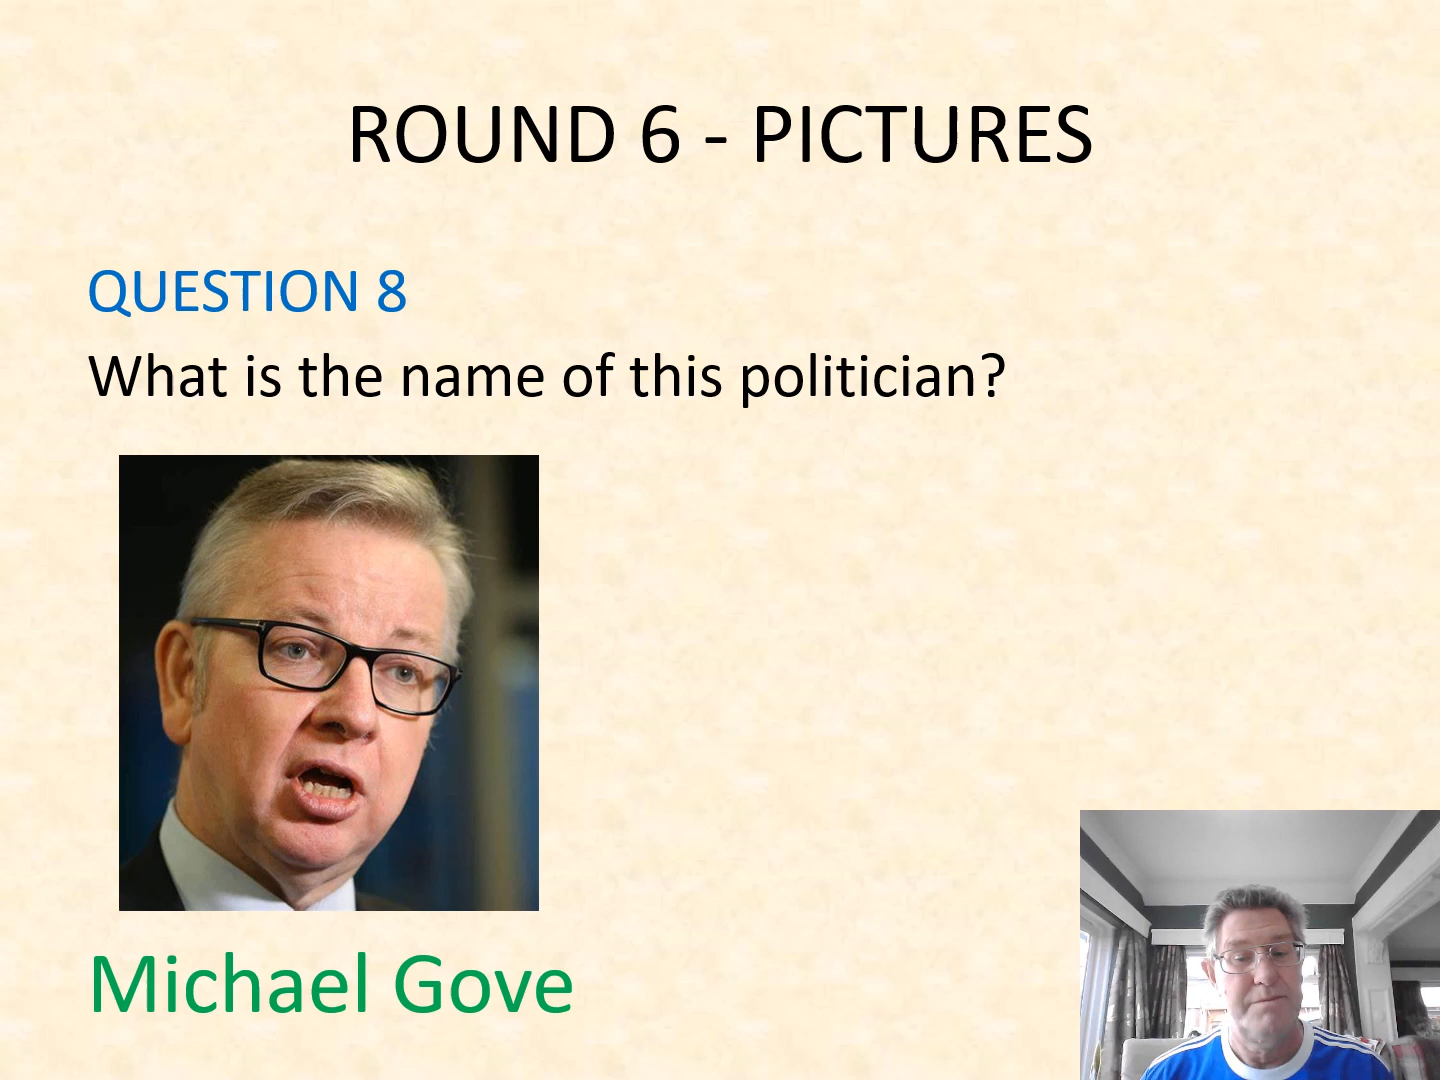 ROUND 6 - PICTURES
QUESTION 8
What is the name of this politician?
Michael Gove